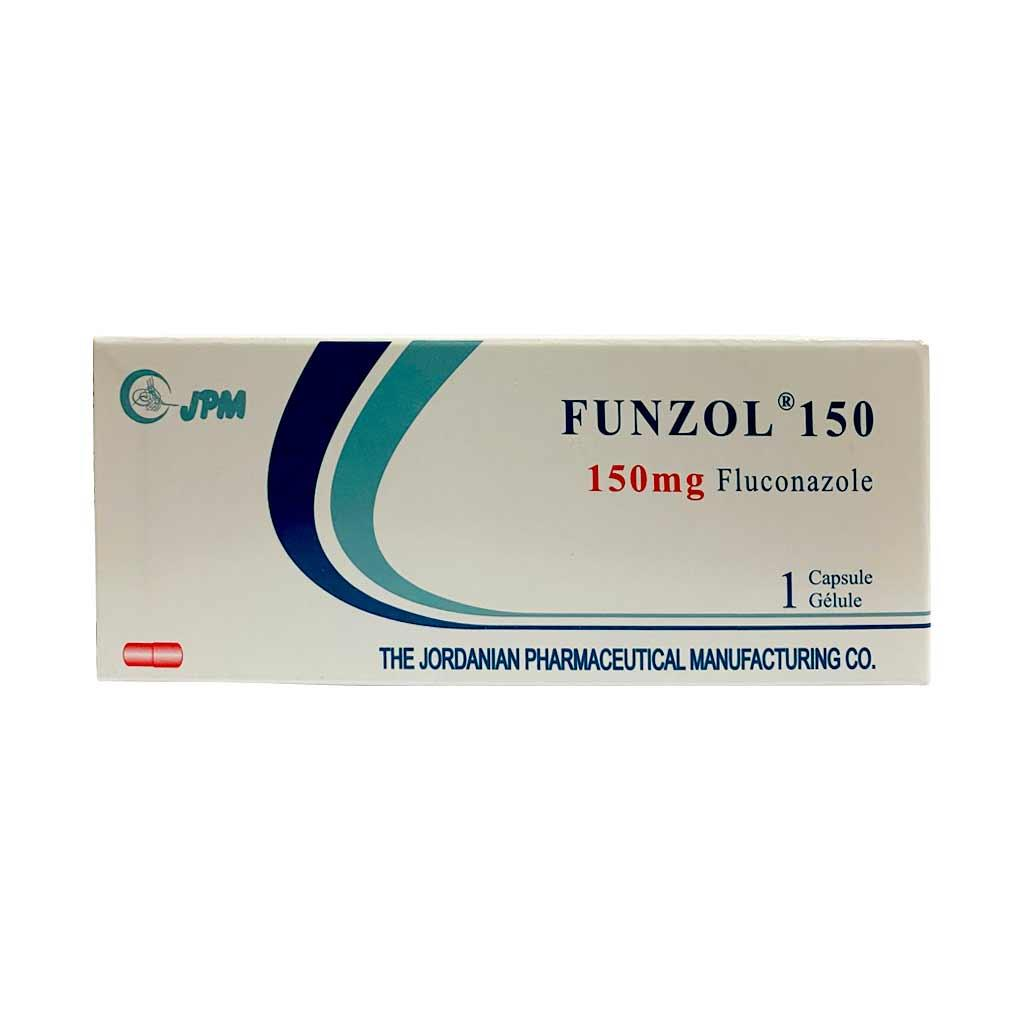 JPM
FUNZOL® 150
150mg Fluconazole
1 Capsule
Gélule
THE JORDANIAN PHARMACEUTICAL MANUFACTURING CO.